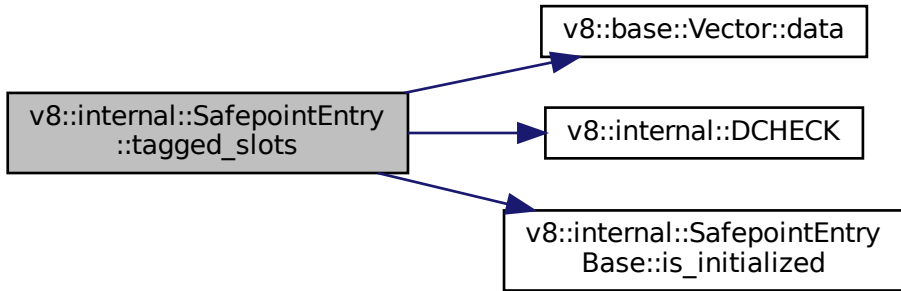 v8::internal::SafepointEntry
::tagged_slots
v8::base::Vector::data
v8::internal::DCHECK
v8::internal::SafepointEntry
Base::is_initialized